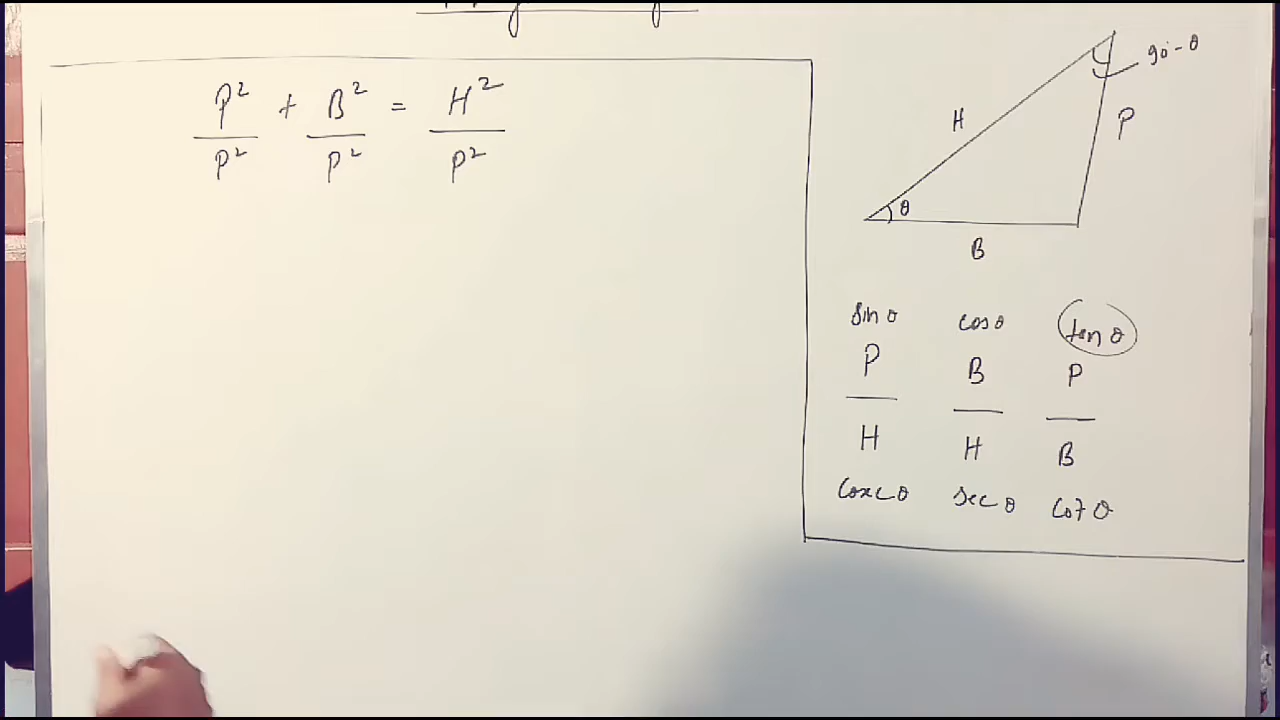 P² + B² = H²
P² P² P²
90° - θ
H
P
θ
B
sin θ cos θ tan θ
P B P
H H B
Cosec θ sec θ cot θ